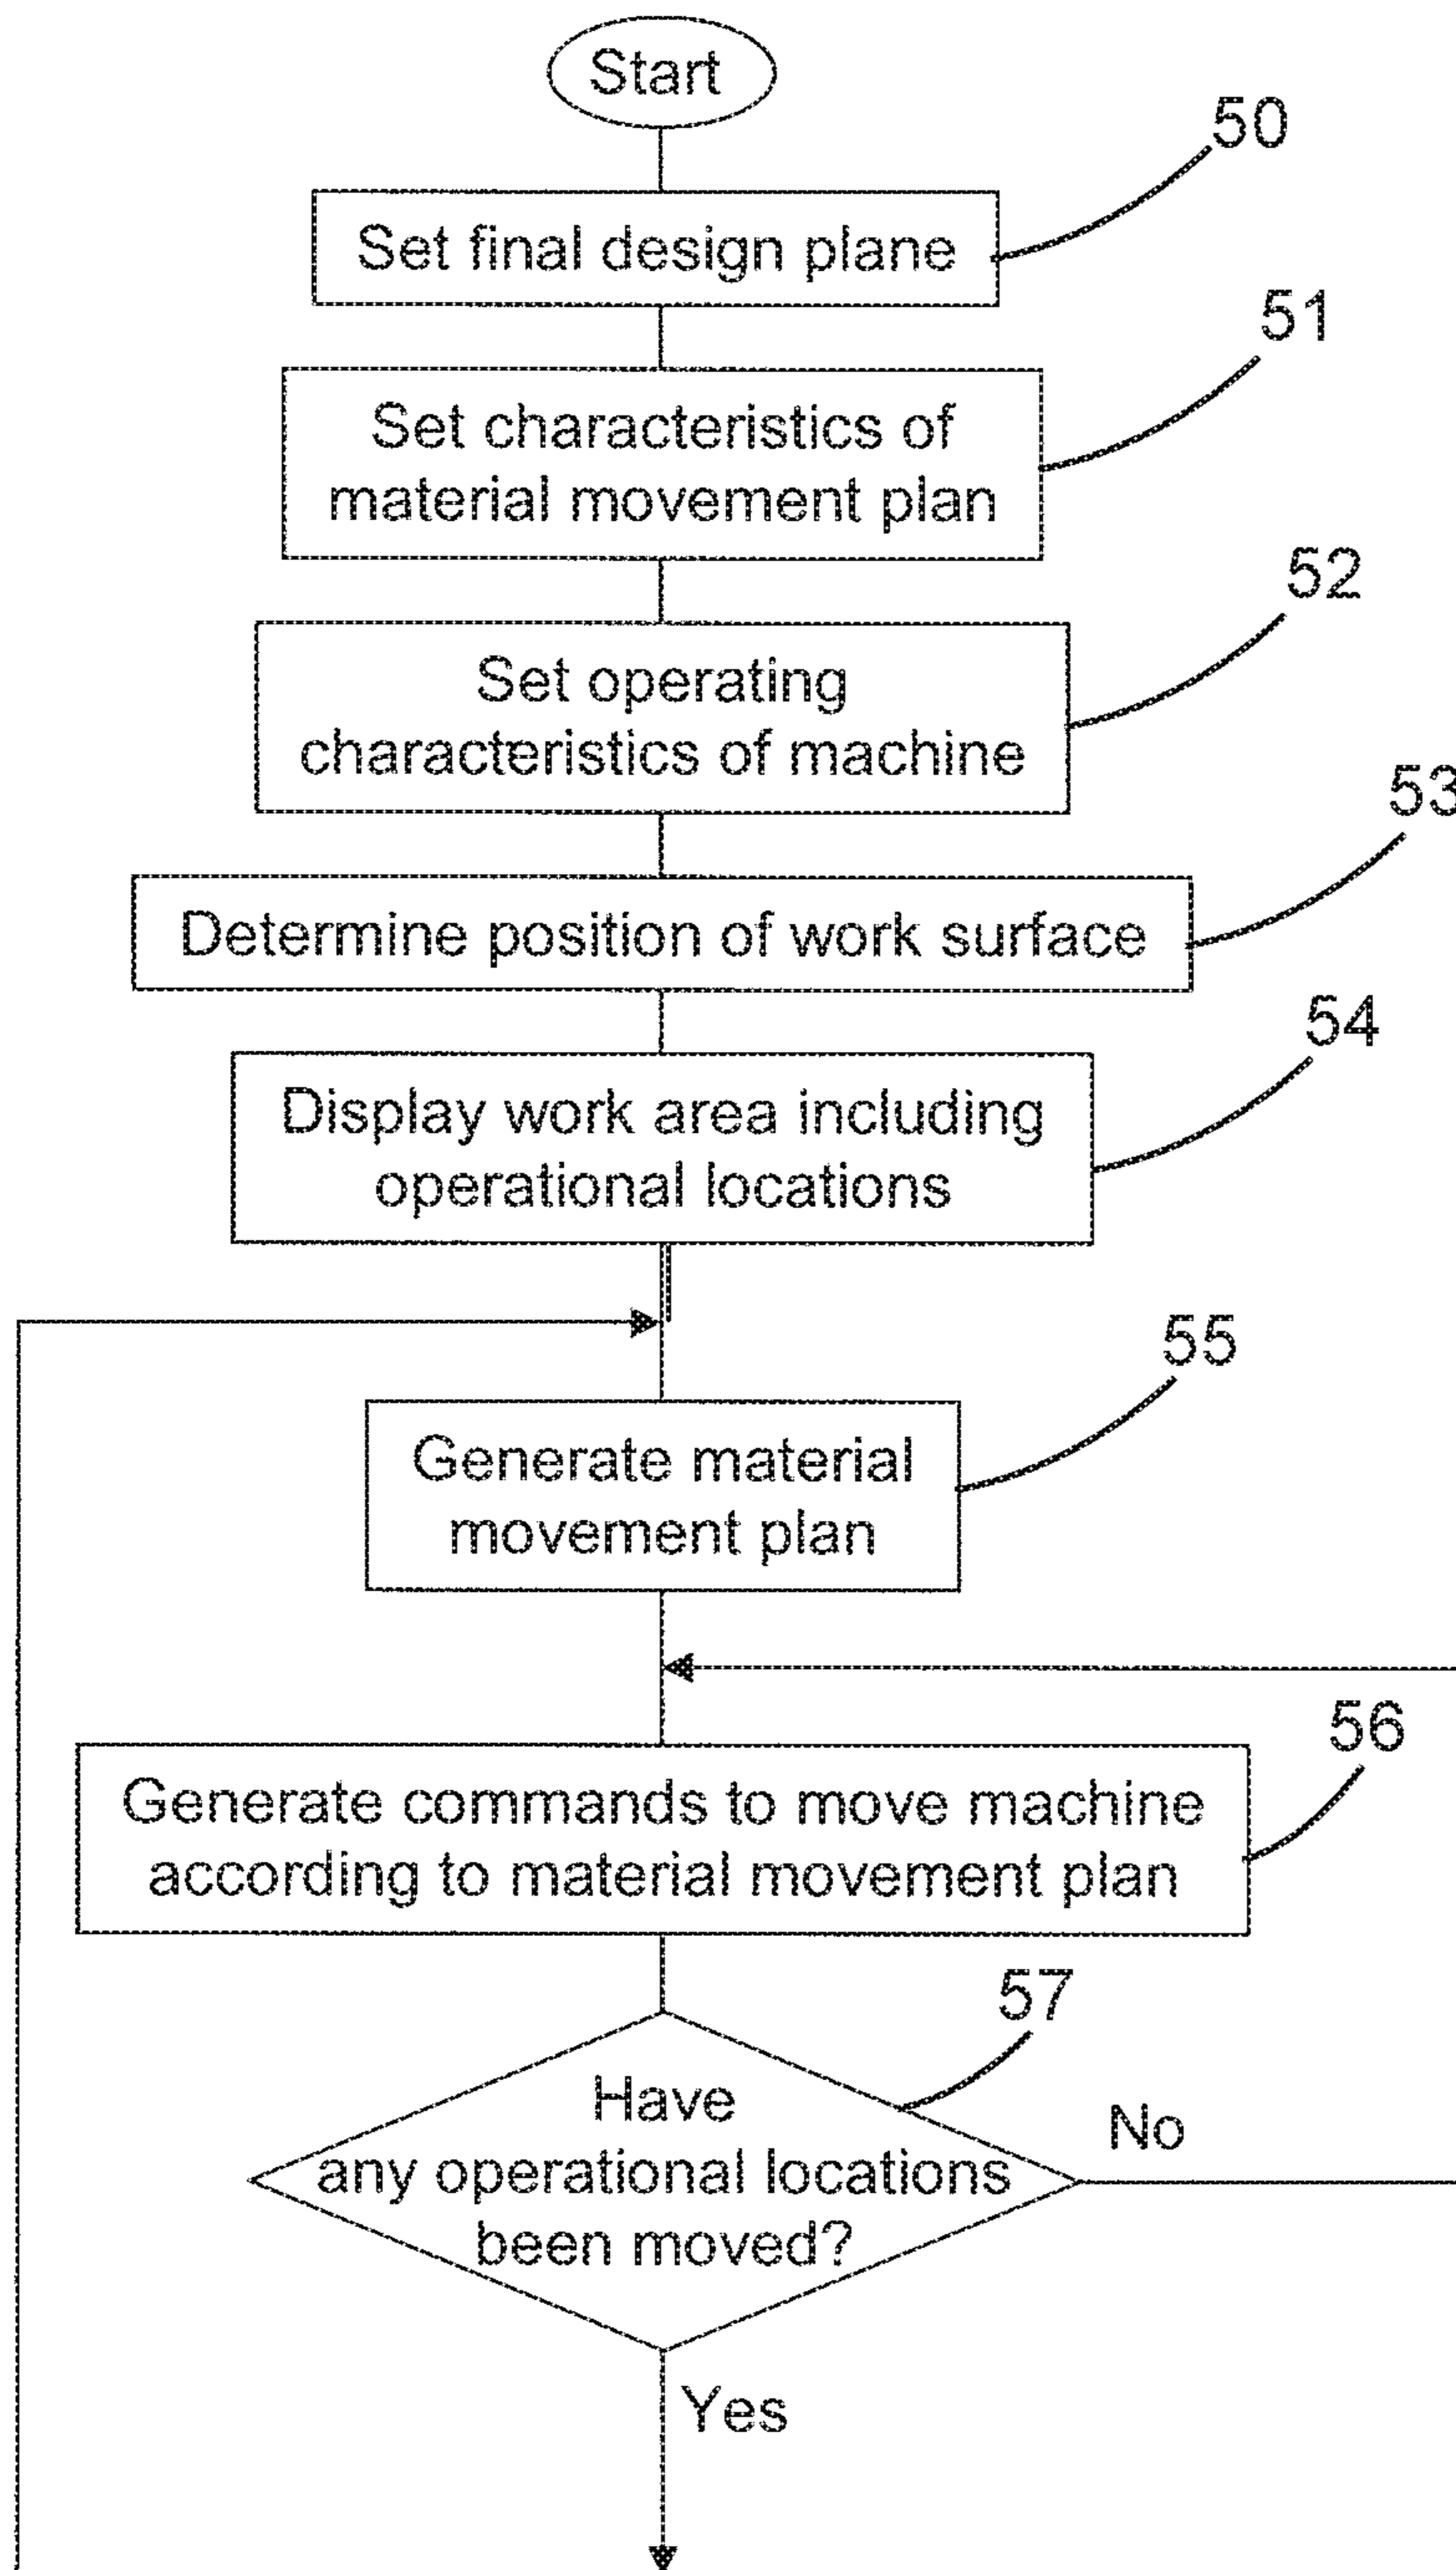 Start
50
Set final design plane
51
Set characteristics of
material movement plan
52
Set operating
characteristics of machine
53
Determine position of work surface
54
Display work area including
operational locations
55
Generate material
movement plan
56
Generate commands to move machine
according to material movement plan
57
Have
any operational locations
been moved?
No
Yes